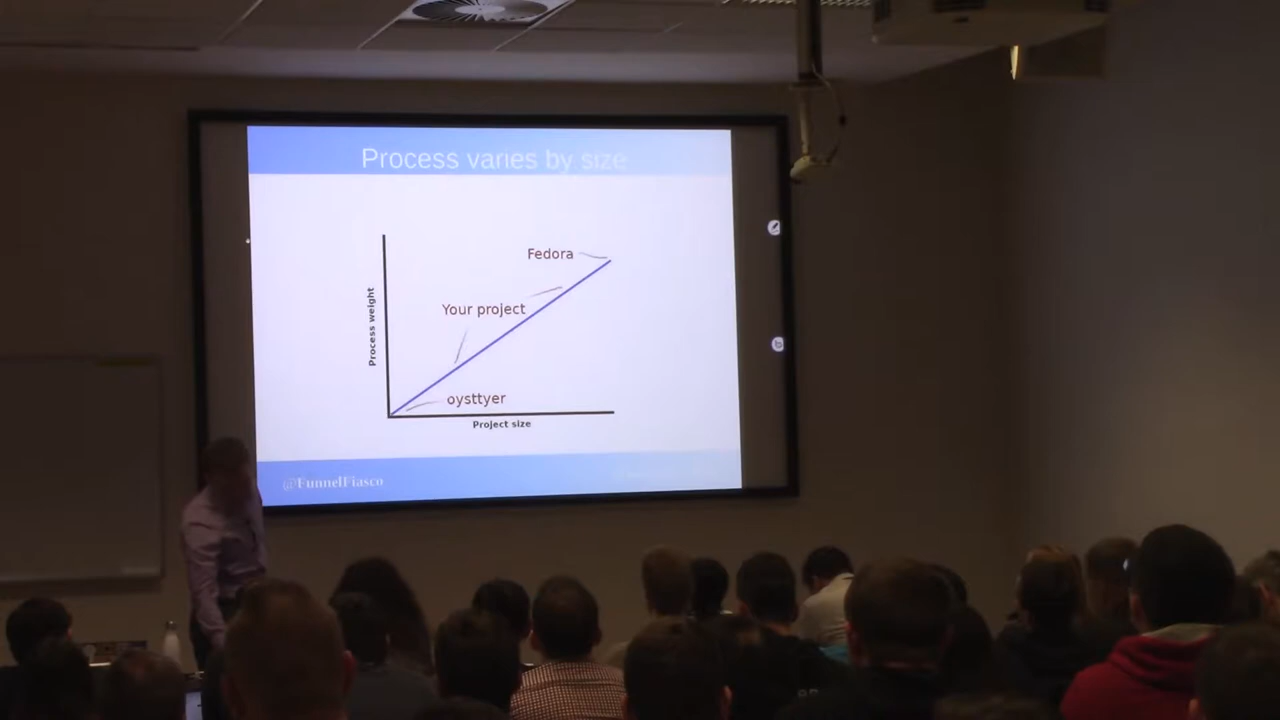 Process varies by size
Fedora
Your project
Process weight
oysttyer
Project size
@FunnelFiasco